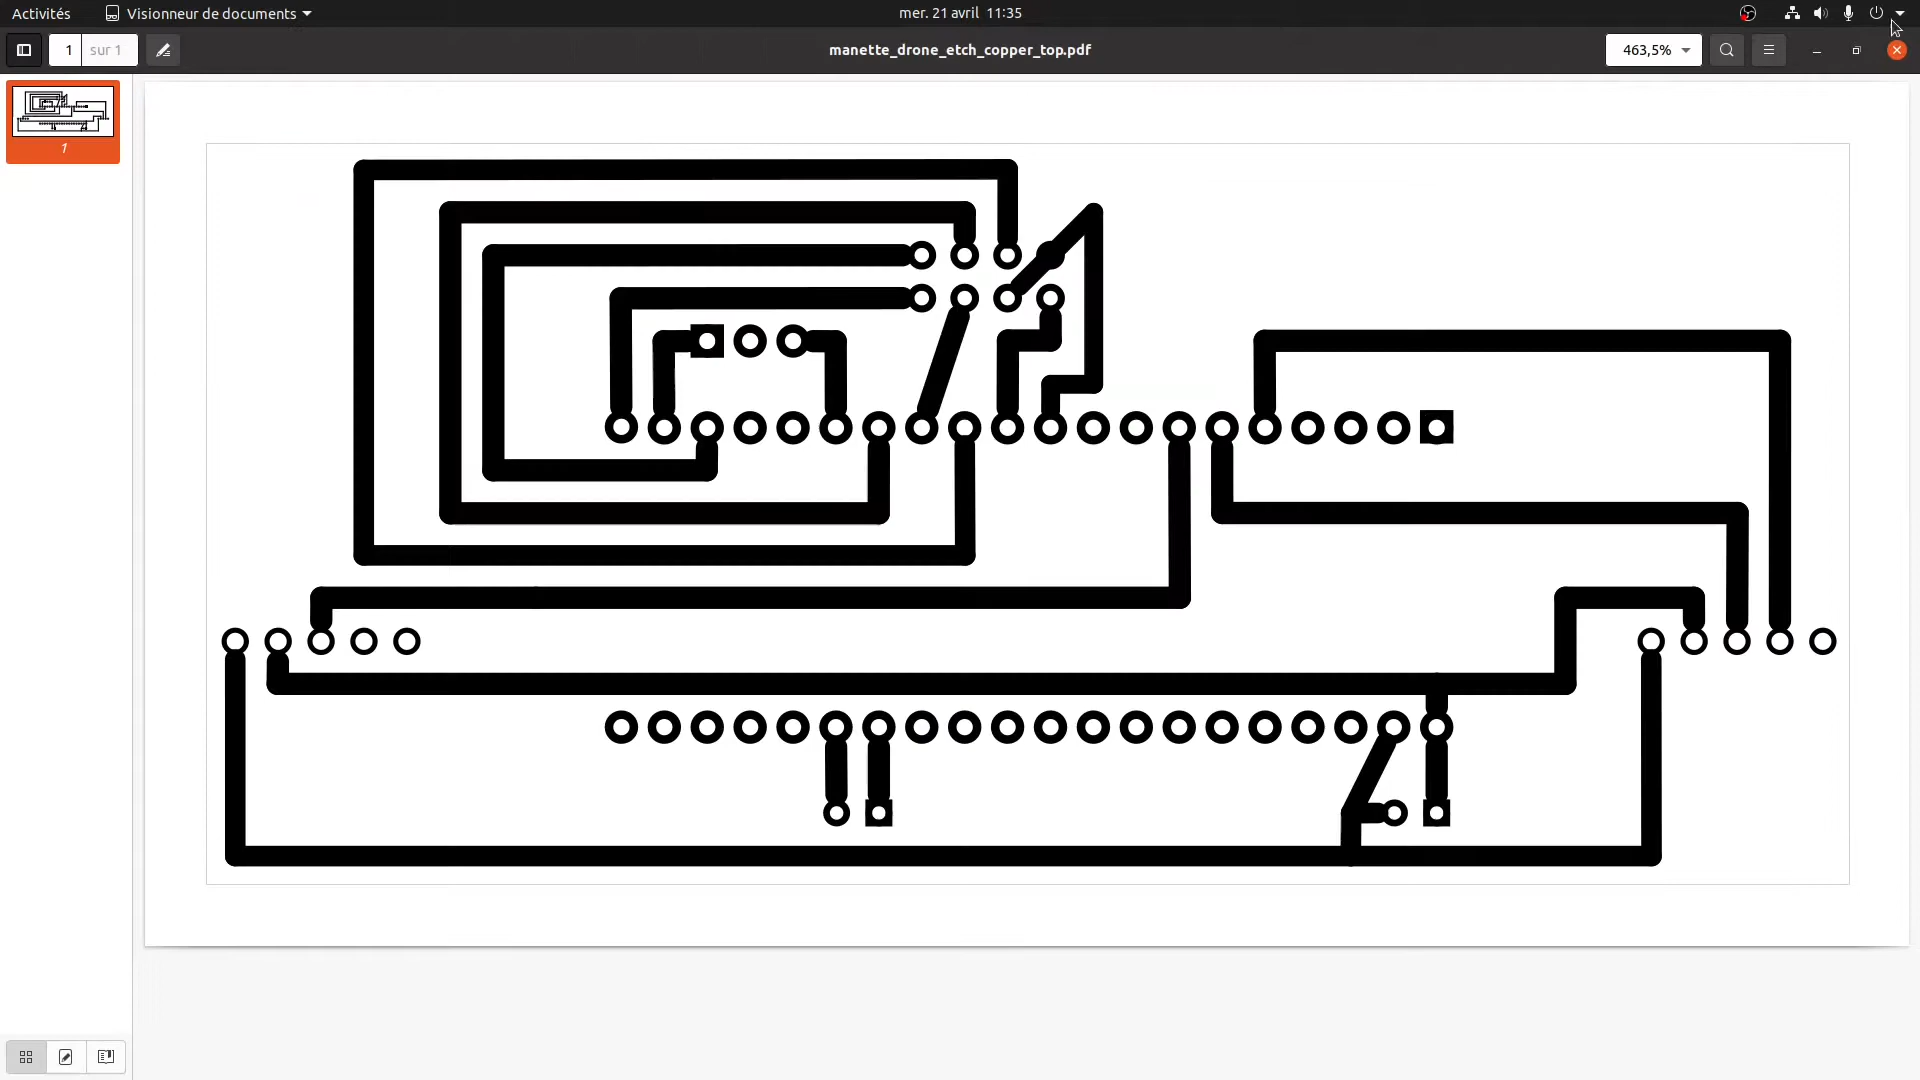 Activités
Visionneur de documents
mer. 21 avril 11:35
1
sur 1
manette_drone_etch_copper_top.pdf
463,5%
1